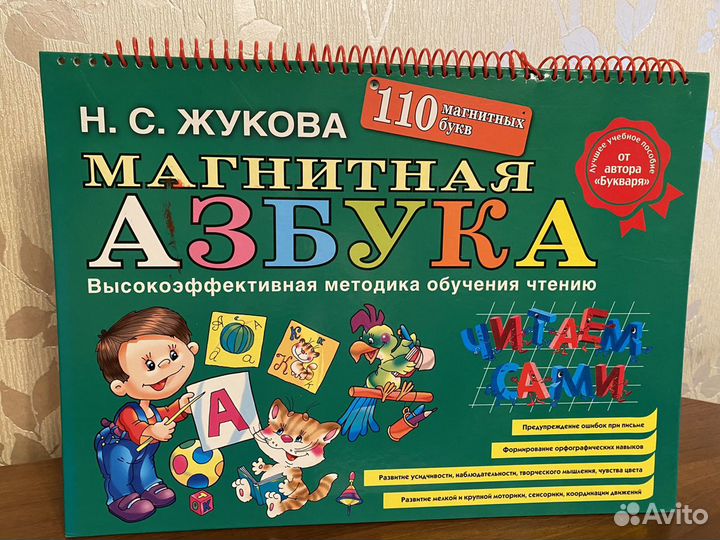 110 магнитных
букв
Н. С. ЖУКОВА
Лучшее учебное пособие
от
автора
«Букваря»
МАГНИТНАЯ
АЗБУКА
Высокоэффективная методика обучения чтению
А
а
К к
К к
А
ЧИТАЕМ
САМИ
Предупреждение ошибок при письме
Формирование орфографических навыков
Развитие усидчивости, наблюдательности, творческого мышления, чувства цвета
Развитие мелкой и крупной моторики, сенсорики, координации движений
Avito